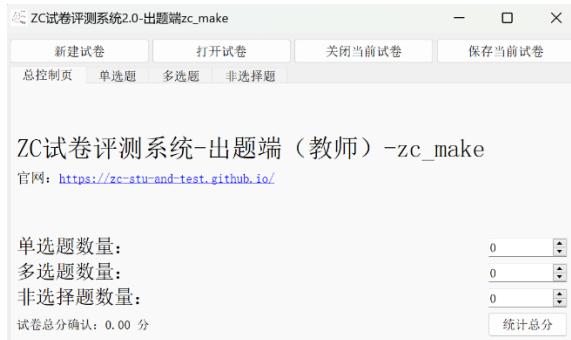 ZC试卷评测系统2.0-出题端zc_make
新建试卷 打开试卷 关闭当前试卷 保存当前试卷
总控制页 单选题 多选题 非选择题
ZC试卷评测系统-出题端（教师）-zc_make
官网：https://zc-stu-and-test.github.io/
单选题数量： 0
多选题数量： 0
非选择题数量： 0
试卷总分确认：0.00 分 统计总分